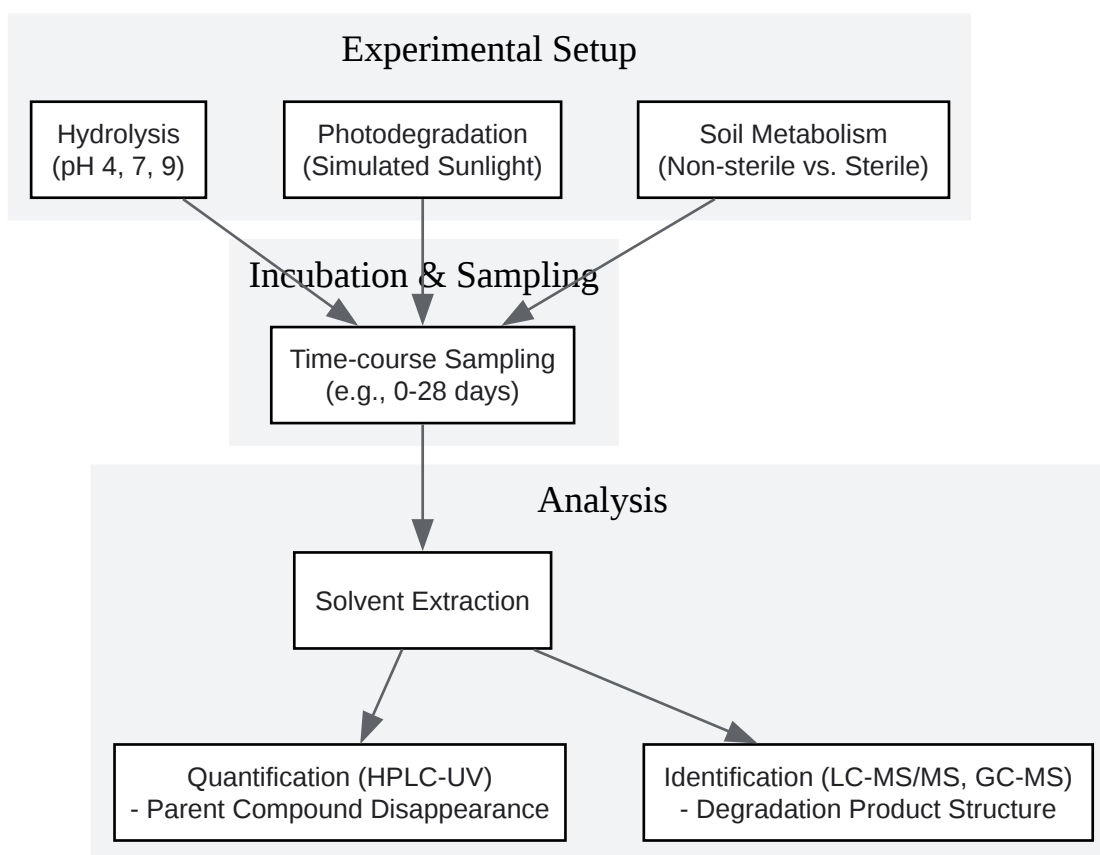 Experimental Setup
Hydrolysis
(pH 4, 7, 9)
Photodegradation
(Simulated Sunlight)
Soil Metabolism
(Non-sterile vs. Sterile)
Incubation & Sampling
Time-course Sampling
(e.g., 0-28 days)
Analysis
Solvent Extraction
Quantification (HPLC-UV)
- Parent Compound Disappearance
Identification (LC-MS/MS, GC-MS)
- Degradation Product Structure